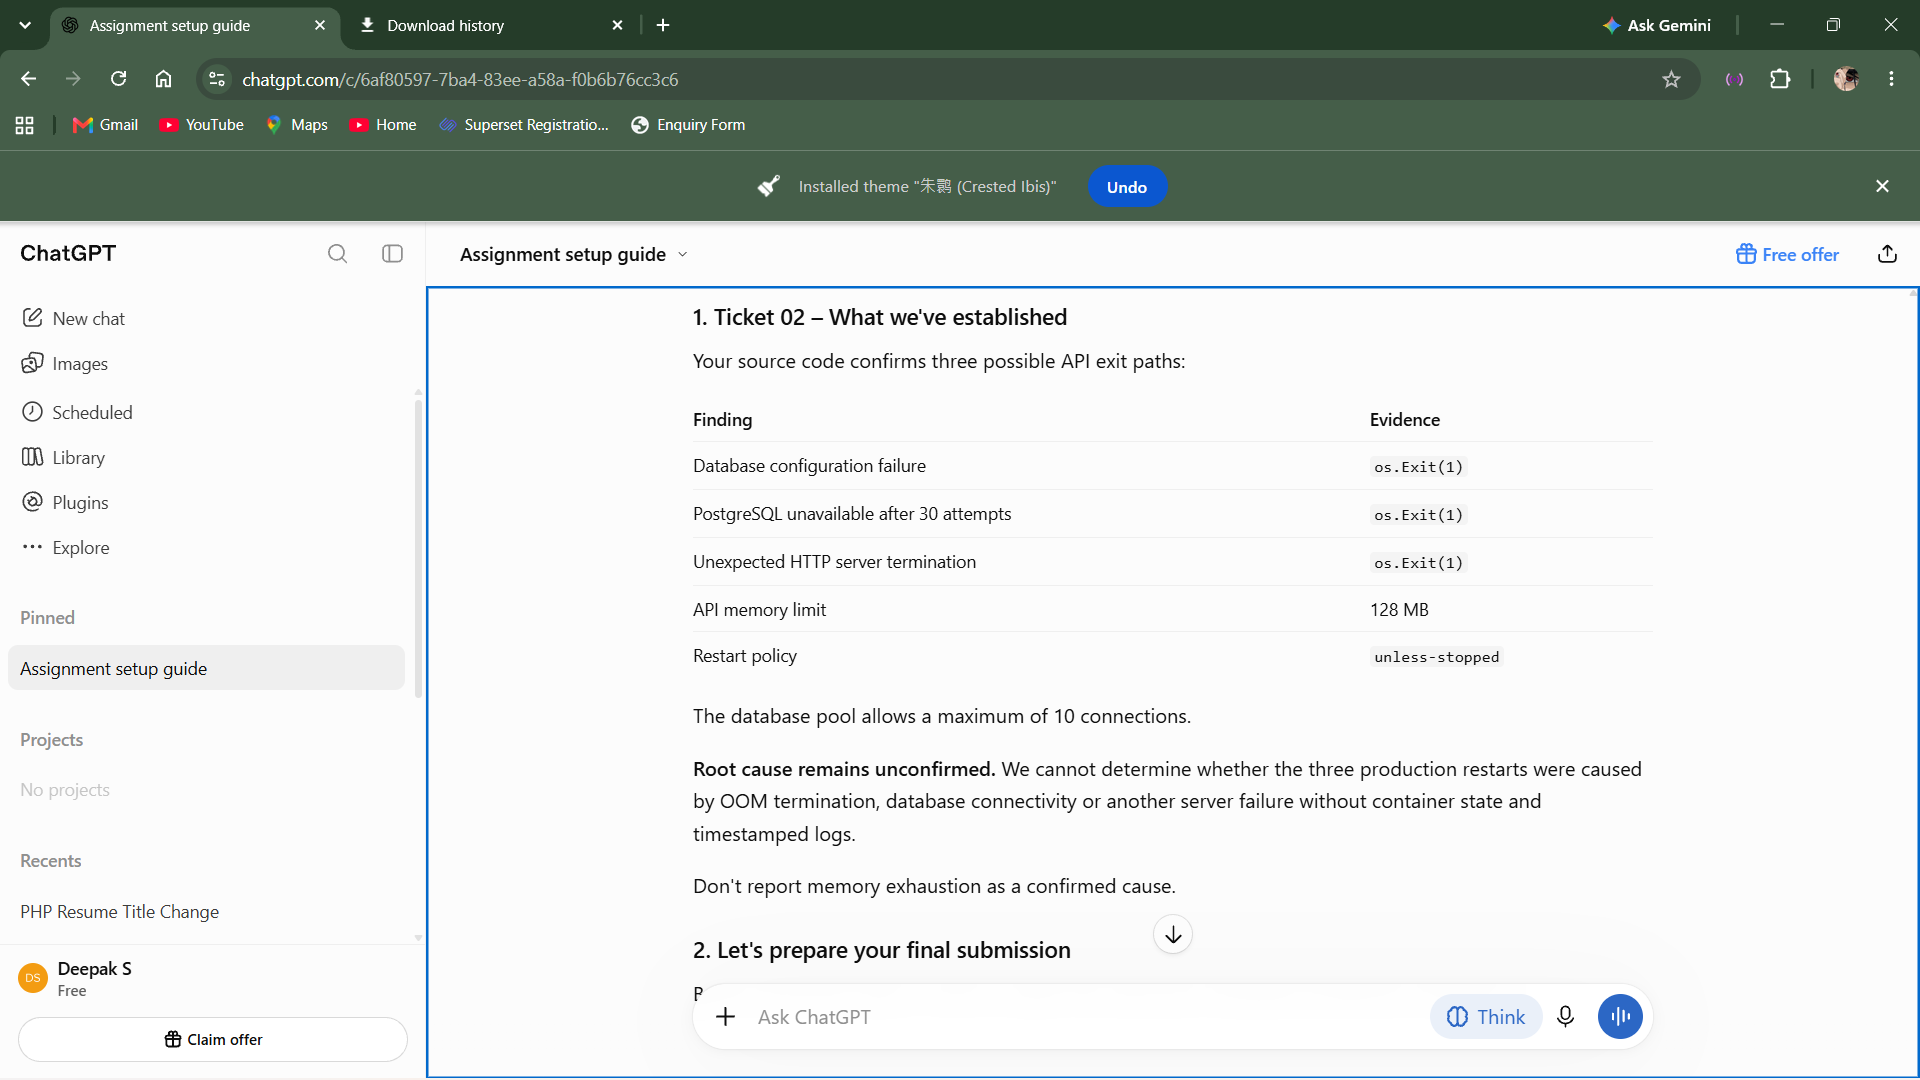 Assignment setup guide
Download history
Ask Gemini
chatgpt.com/c/6af80597-7ba4-83ee-a58a-f0b6b76cc3c6
Gmail
YouTube
Maps
Home
Superset Registratio...
Enquiry Form
Installed theme "朱鹮 (Crested Ibis)"
Undo
ChatGPT
Assignment setup guide
Free offer
New chat
Images
Scheduled
Library
Plugins
Explore
Pinned
Assignment setup guide
Projects
No projects
Recents
PHP Resume Title Change
DS
Deepak S
Free
Claim offer
1. Ticket 02 – What we've established
Your source code confirms three possible API exit paths:
Finding Evidence
Database configuration failure os.Exit(1)
PostgreSQL unavailable after 30 attempts os.Exit(1)
Unexpected HTTP server termination os.Exit(1)
API memory limit 128 MB
Restart policy unless-stopped
The database pool allows a maximum of 10 connections.
Root cause remains unconfirmed. We cannot determine whether the three production restarts were caused
by OOM termination, database connectivity or another server failure without container state and
timestamped logs.
Don't report memory exhaustion as a confirmed cause.
2. Let's prepare your final submission
Ask ChatGPT
Think